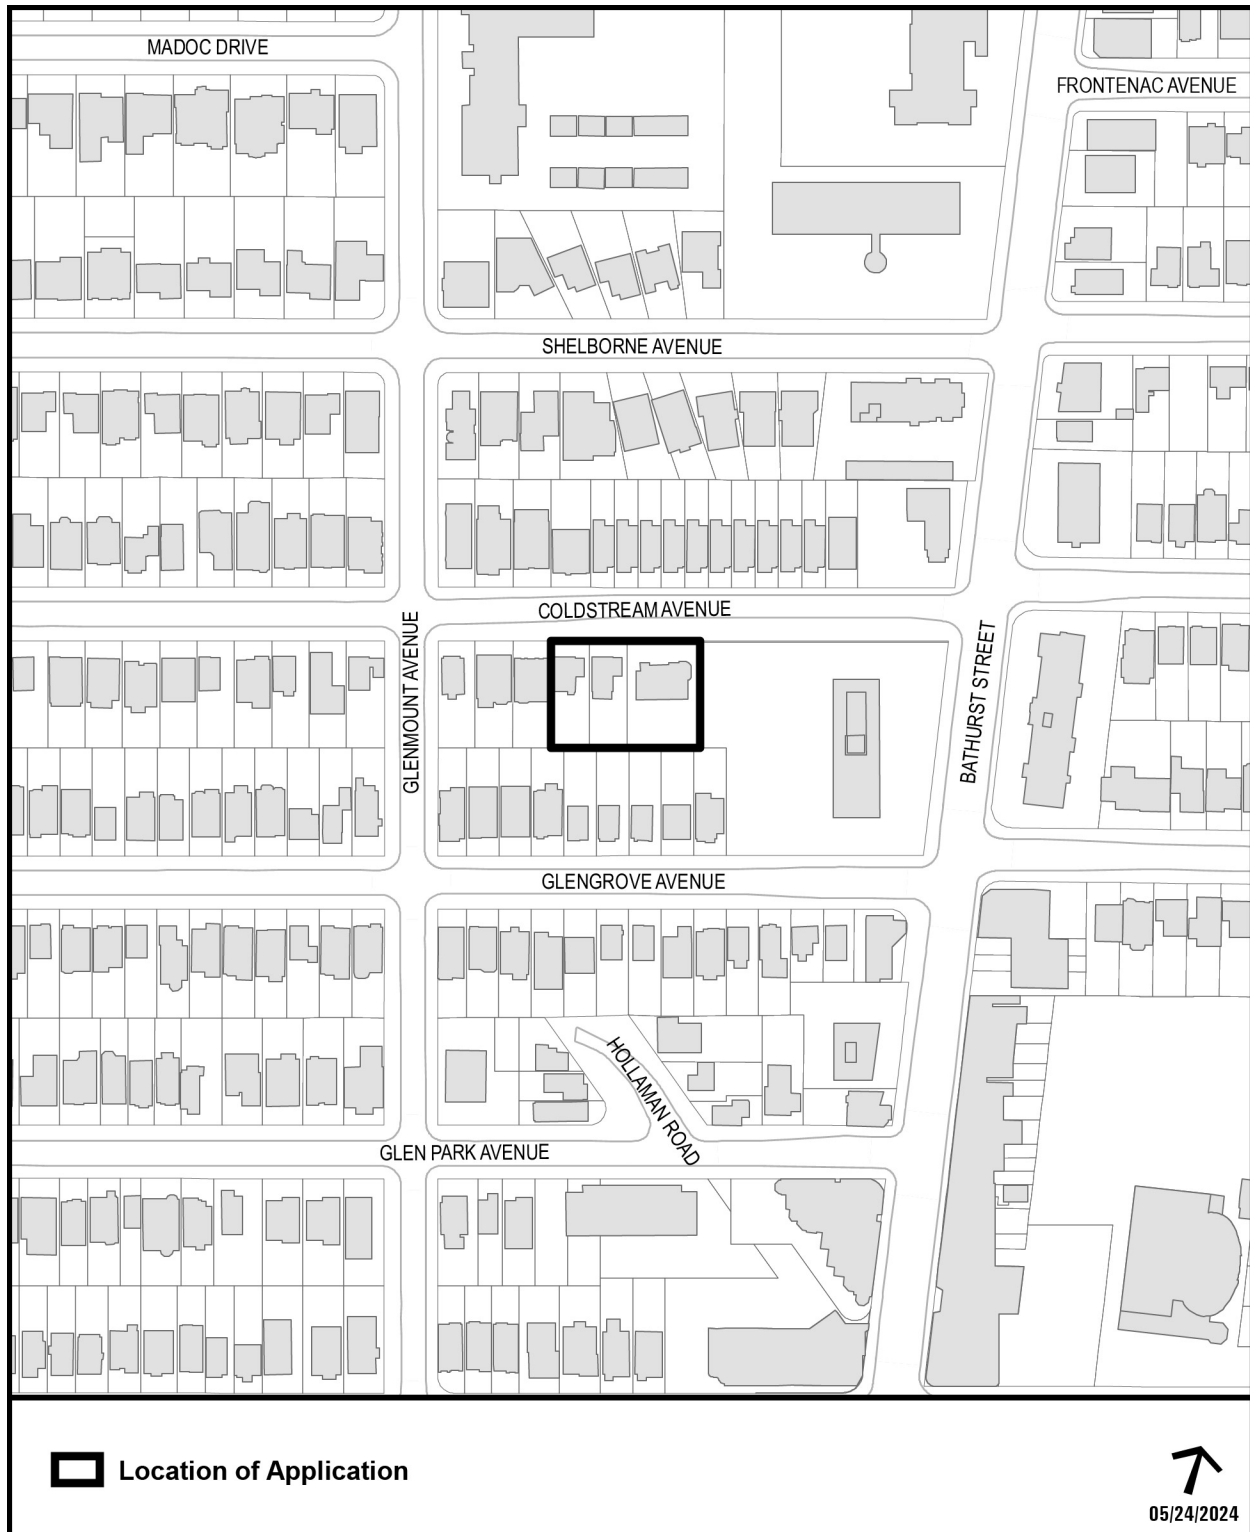 MADOC DRIVE
FRONTENAC AVENUE
SHELBORNE AVENUE
COLDSTREAM AVENUE
GLENMOUNT AVENUE
BATHURST STREET
GLENGROVE AVENUE
HOLLAMAN ROAD
GLEN PARK AVENUE
Location of Application
05/24/2024